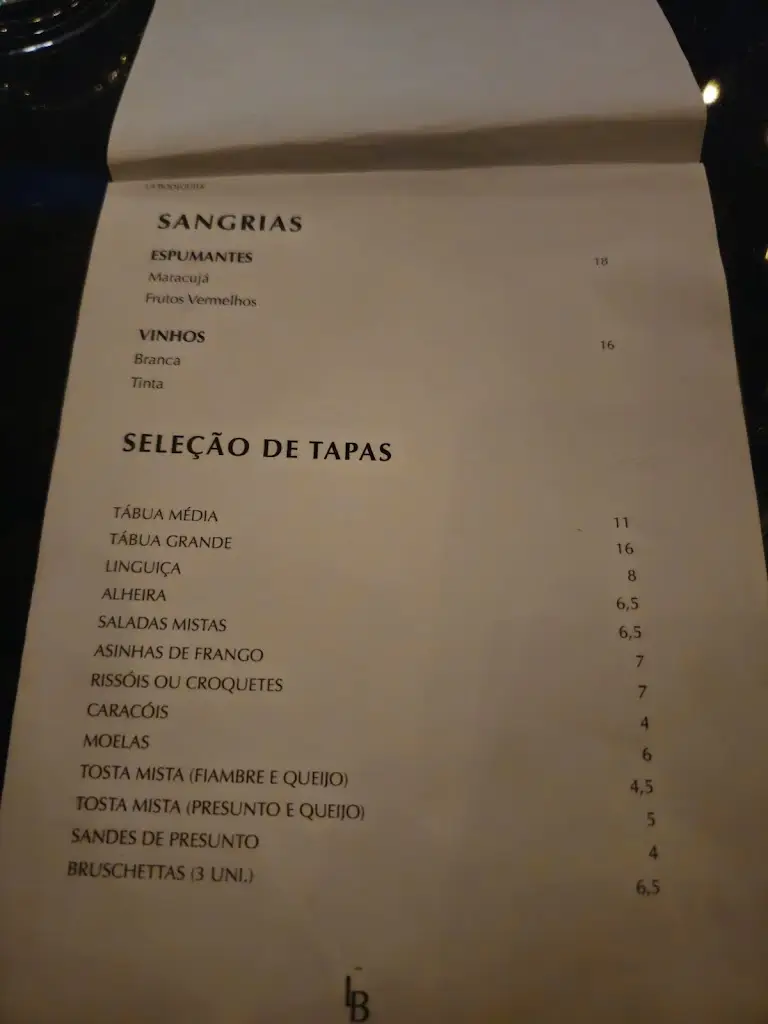 LA BODEGUITA
SANGRIAS
ESPUMANTES 18
Maracujá
Frutos Vermelhos
VINHOS 16
Branca
Tinta
SELEÇÃO DE TAPAS
TÁBUA MÉDIA 11
TÁBUA GRANDE 16
LINGUIÇA 8
ALHEIRA 6,5
SALADAS MISTAS 6,5
ASINHAS DE FRANGO 7
RISSÓIS OU CROQUETES 7
CARACÓIS 4
MOELAS 6
TOSTA MISTA (FIAMBRE E QUEIJO) 4,5
TOSTA MISTA (PRESUNTO E QUEIJO) 5
SANDES DE PRESUNTO 4
BRUSCHETTAS (3 UNI.) 6,5
LB